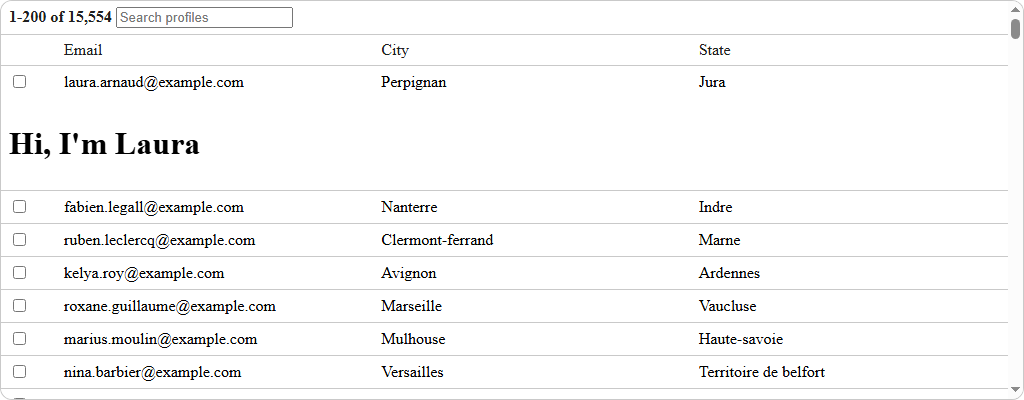 1-200 of 15,554 Search profiles
Email City State
laura.arnaud@example.com Perpignan Jura
Hi, I'm Laura
fabien.legall@example.com Nanterre Indre
ruben.leclercq@example.com Clermont-ferrand Marne
kelya.roy@example.com Avignon Ardennes
roxane.guillaume@example.com Marseille Vaucluse
marius.moulin@example.com Mulhouse Haute-savoie
nina.barbier@example.com Versailles Territoire de belfort